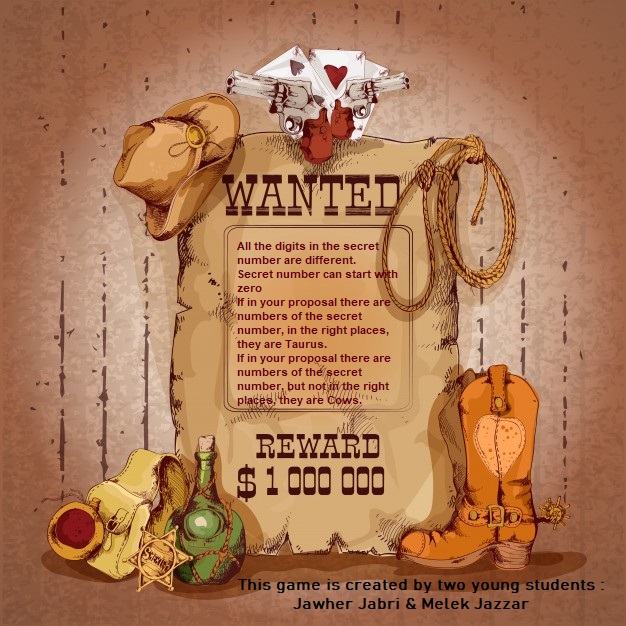 WANTED
All the digits in the secret
number are different.
Secret number can start with
zero
If in your proposal there are
numbers of the secret
number, in the right places,
they are Taurus.
If in your proposal there are
numbers of the secret
number, but not in the right
places, they are Cows.
REWARD
$ 1 000 000
This game is created by two young students :
Jawher Jabri & Melek Jazzar